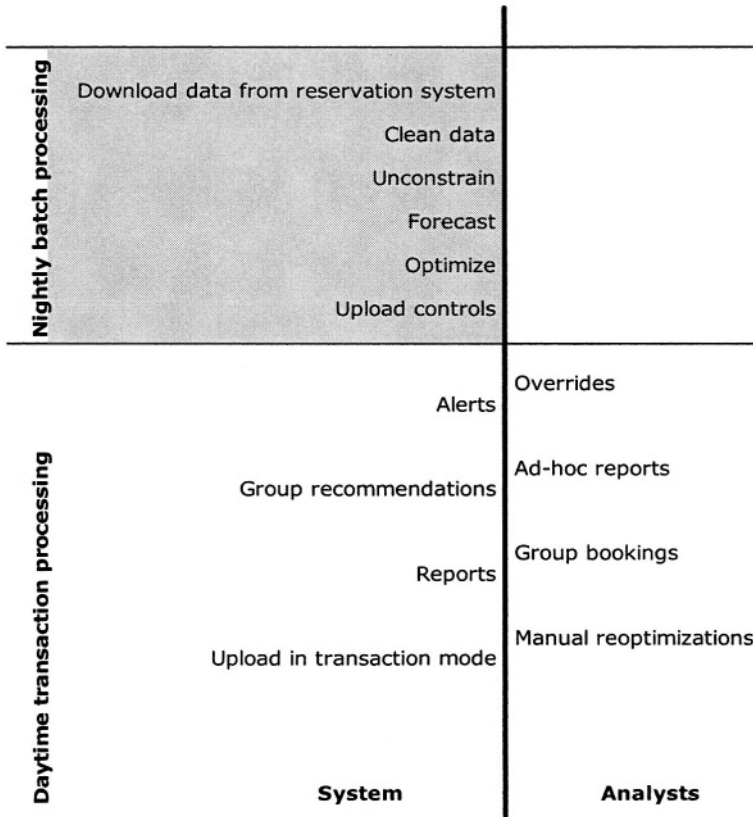 Nightly batch processing
Download data from reservation system
Clean data
Unconstrain
Forecast
Optimize
Upload controls
Daytime transaction processing
Alerts
Group recommendations
Reports
Upload in transaction mode
Overrides
Ad-hoc reports
Group bookings
Manual reoptimizations
System
Analysts